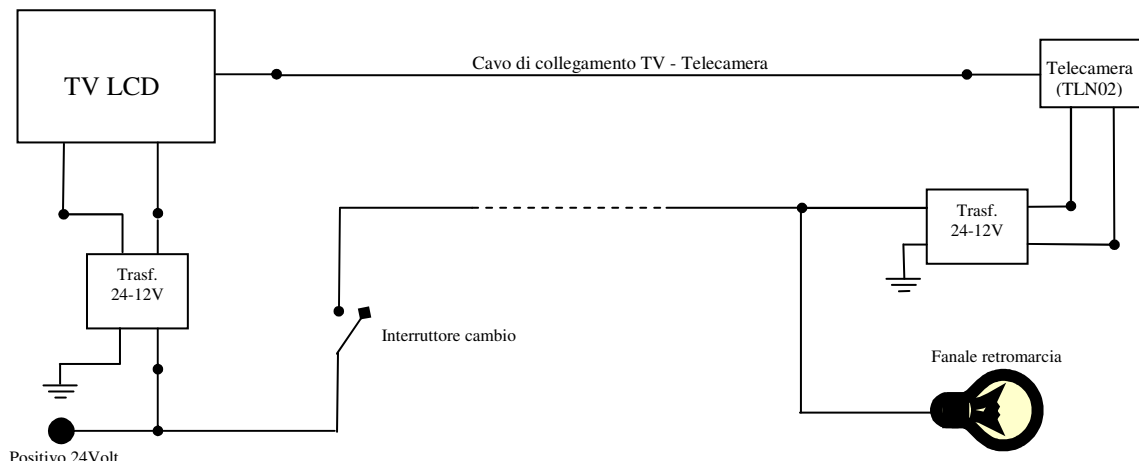 TV LCD
Cavo di collegamento TV - Telecamera
Telecamera
(TLN02)
Trasf.
24-12V
Trasf.
24-12V
Interruttore cambio
Fanale retromarcia
Positivo 24Volt